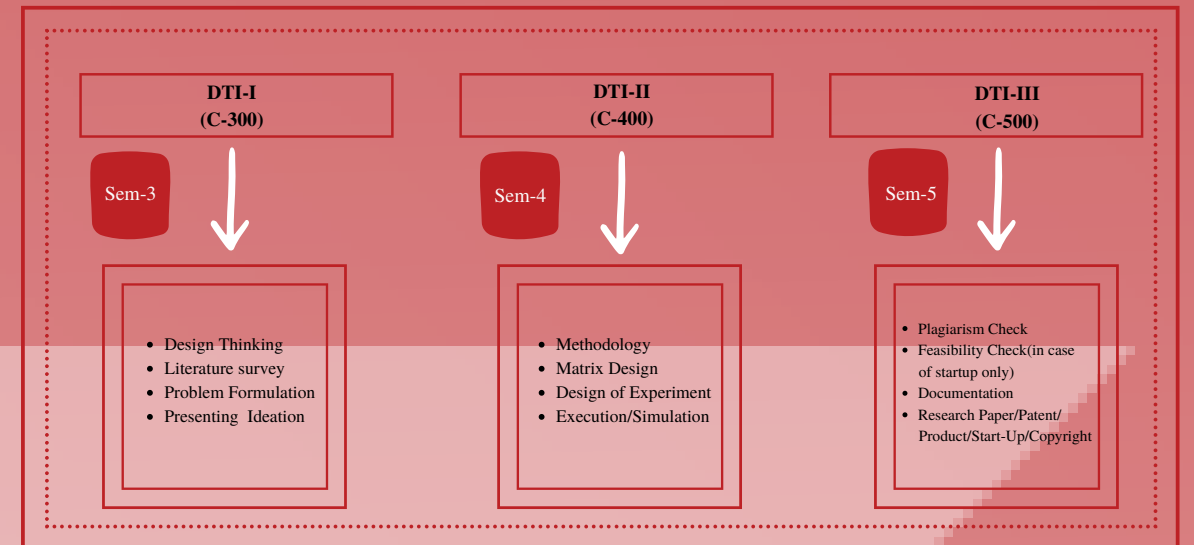 DTI-I
(C-300)
Sem-3
• Design Thinking
• Literature survey
• Problem Formulation
• Presenting  Ideation
DTI-II
(C-400)
Sem-4
• Methodology
• Matrix Design
• Design of Experiment
• Execution/Simulation
DTI-III
(C-500)
Sem-5
• Plagiarism Check
• Feasibility Check(in case
of startup only)
• Documentation
• Research Paper/Patent/
Product/Start-Up/Copyright